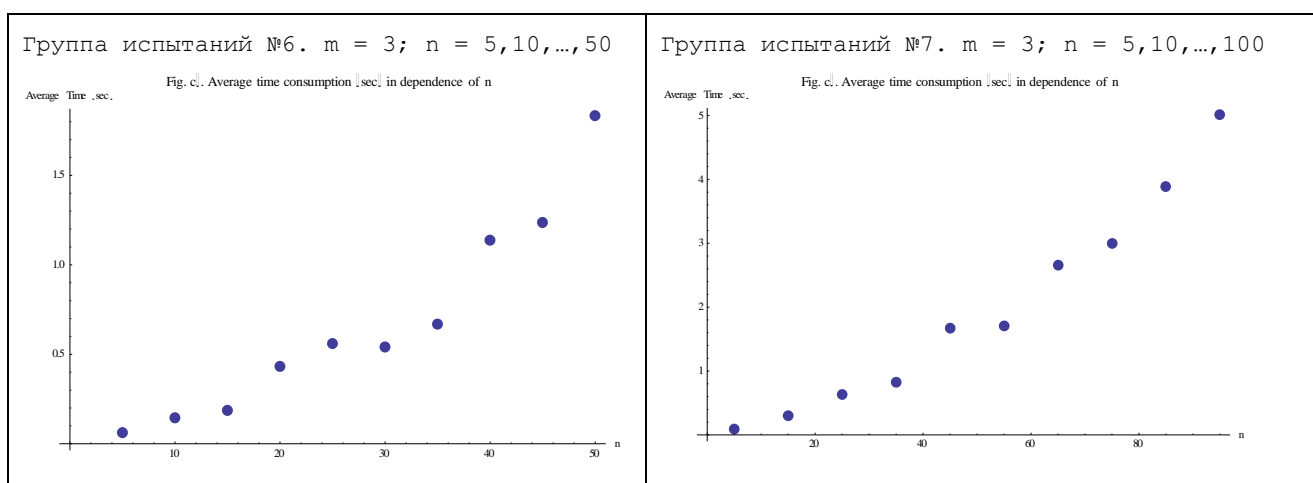 Группа испытаний №6. m = 3; n = 5,10,…,50
Fig. c. Average time consumption sec in dependence of n
Average Time sec.
1.5
1.0
0.5
10 20 30 40 50 n
Группа испытаний №7. m = 3; n = 5,10,…,100
Fig. c. Average time consumption sec in dependence of n
Average Time sec.
5
4
3
2
1
20 40 60 80 n